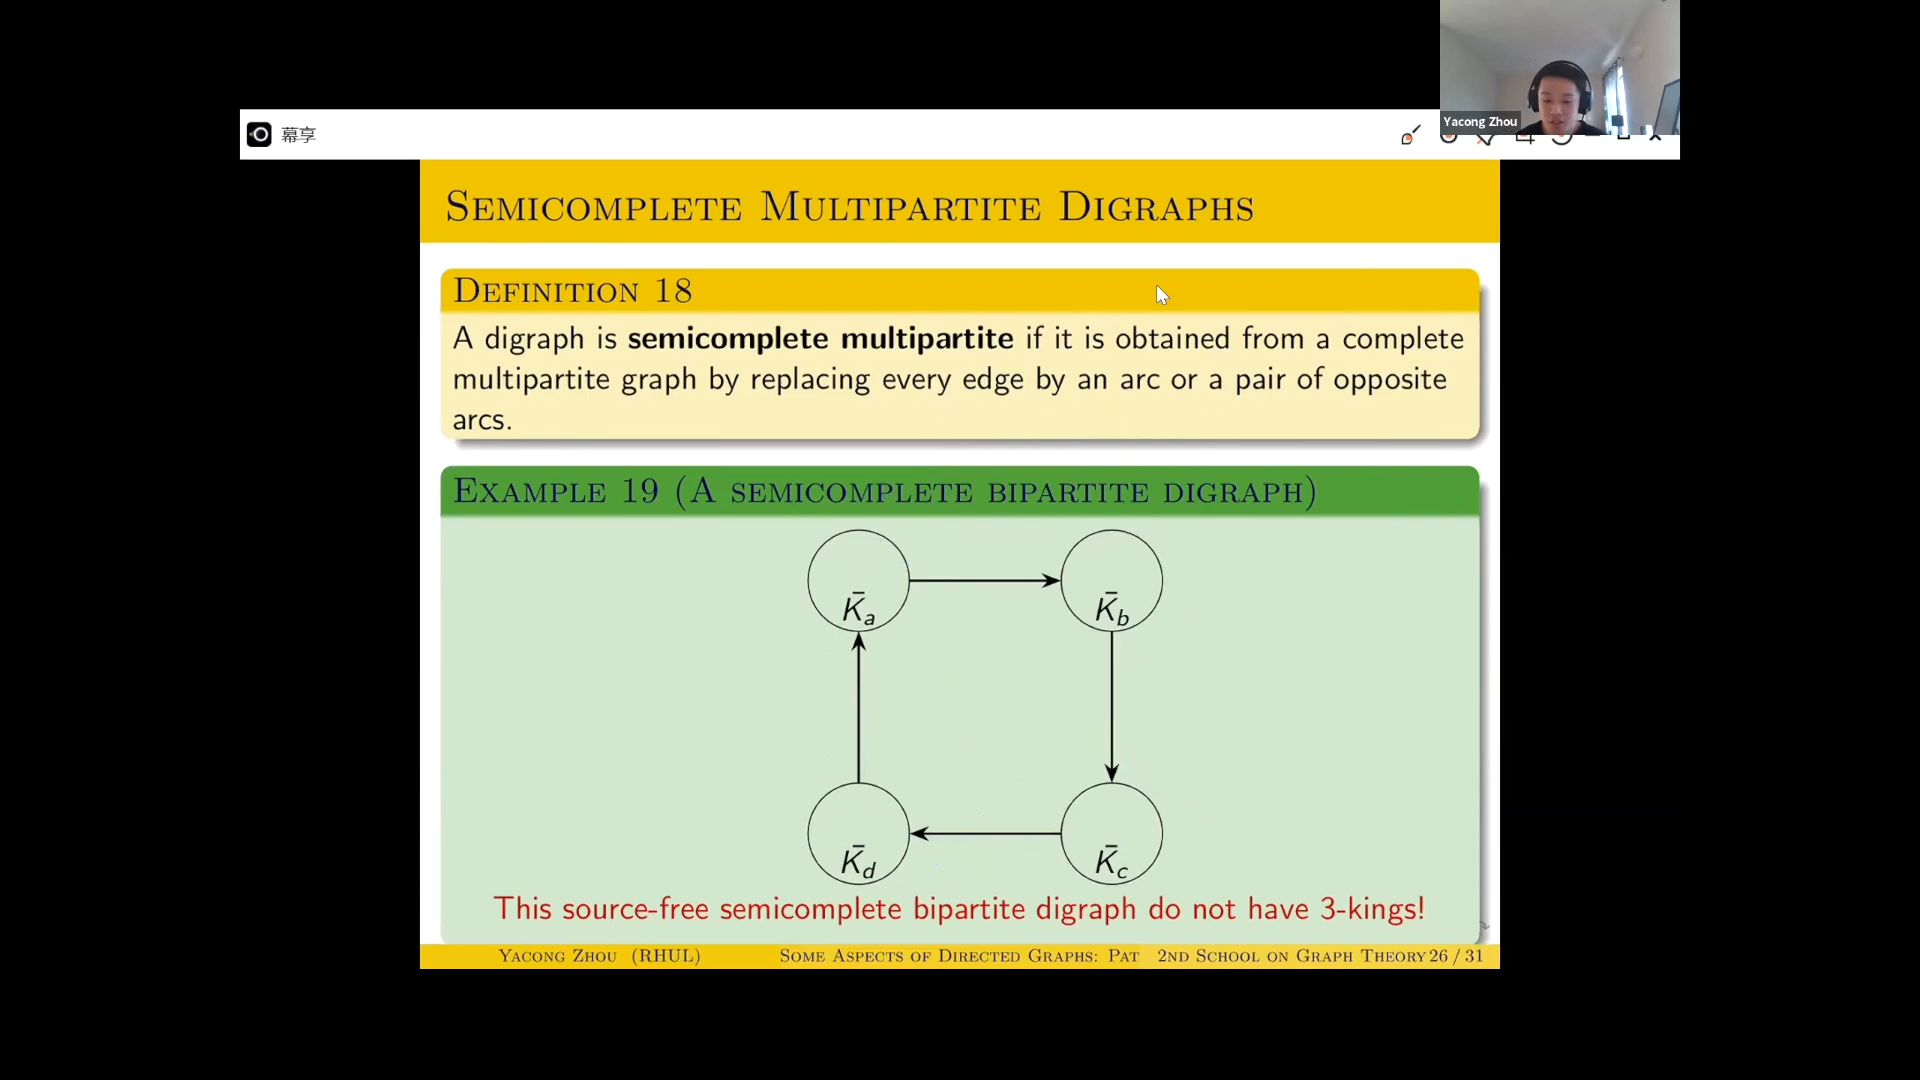 Yacong Zhou
幕享
Semicomplete Multipartite Digraphs
Definition 18
A digraph is semicomplete multipartite if it is obtained from a complete
multipartite graph by replacing every edge by an arc or a pair of opposite
arcs.
Example 19 (A semicomplete bipartite digraph)
K̄a
K̄b
K̄d
K̄c
This source-free semicomplete bipartite digraph do not have 3-kings!
Yacong Zhou (RHUL) Some Aspects of Directed Graphs: Pat 2nd School on Graph Theory 26 / 31